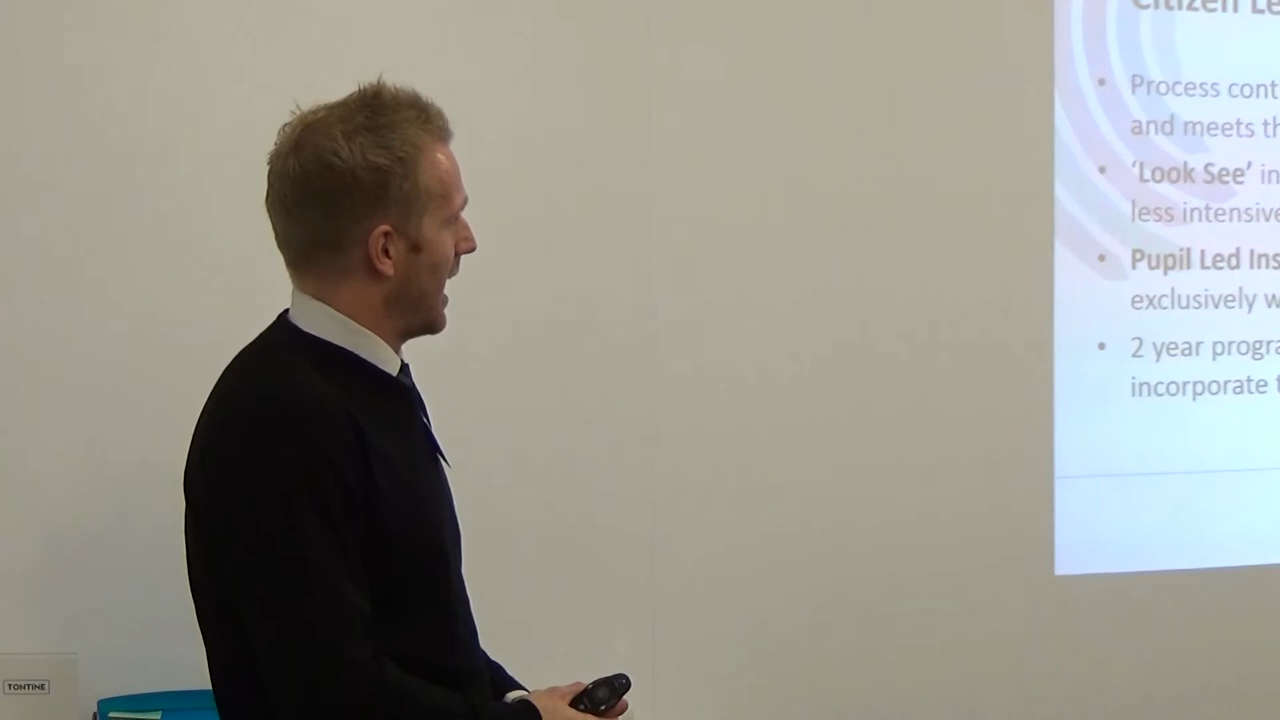 Citizen Le
Process cont
and meets th
'Look See' in
less intensive
Pupil Led Ins
exclusively w
2 year progra
incorporate t
TONTINE